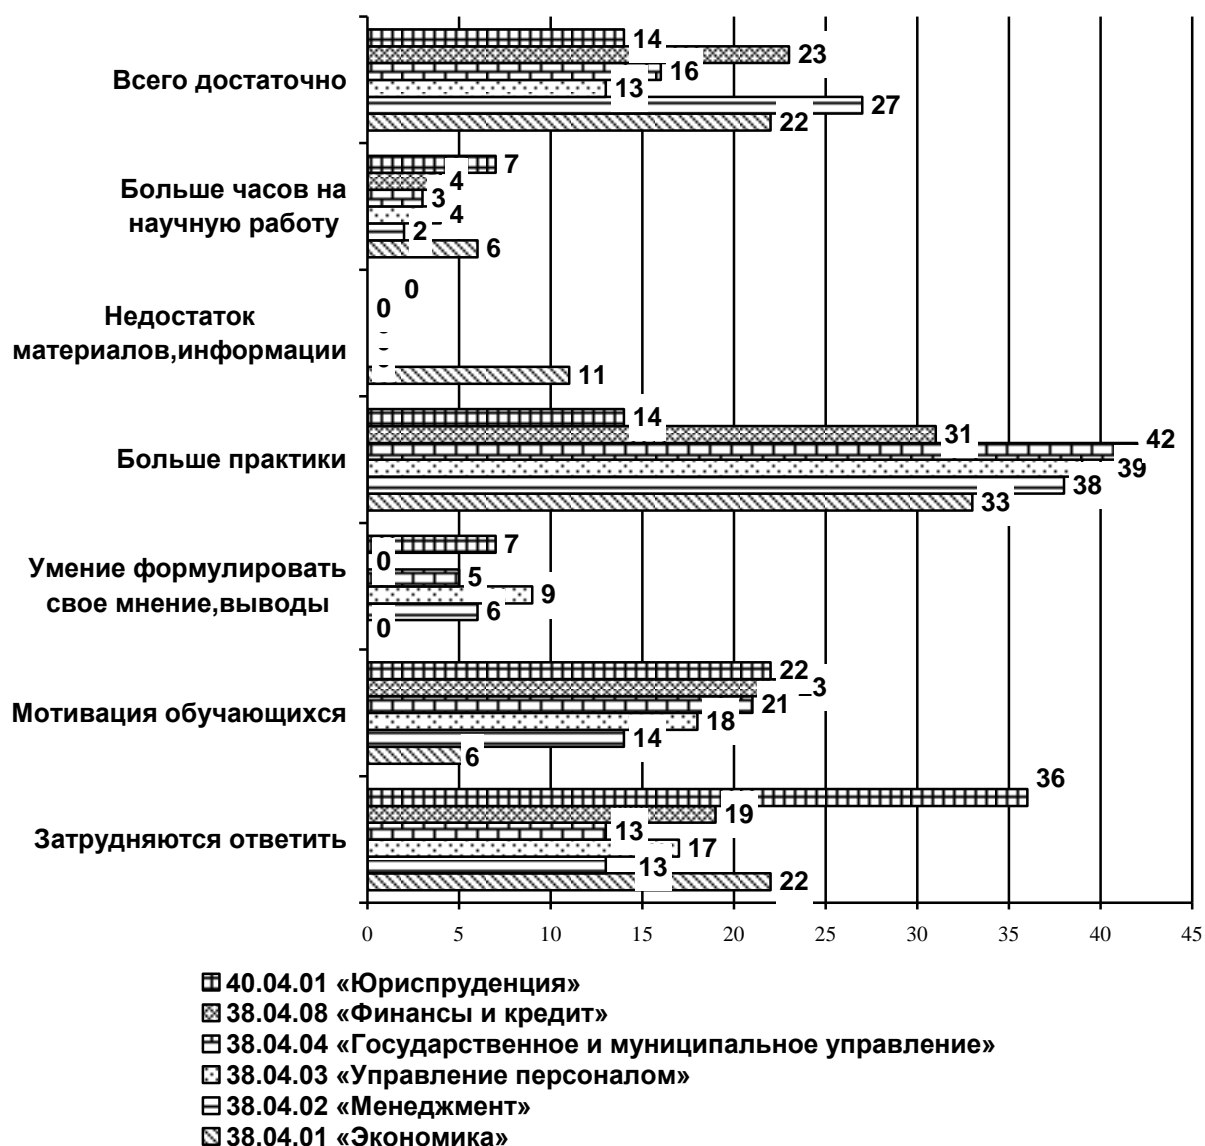 14
23
Всего достаточно
16
13
27
22
7
4
Больше часов на
3
научную работу
4
2
6
0
Недостаток
0
материалов,информации
11
14
31
42
Больше практики
39
38
33
7
0
Умение формулировать
5
свое мнение,выводы
9
6
0
22
3
21
Мотивация обучающихся
18
14
6
36
19
13
Затрудняются ответить
17
13
22
0 5 10 15 20 25 30 35 40 45
40.04.01 «Юриспруденция»
38.04.08 «Финансы и кредит»
38.04.04 «Государственное и муниципальное управление»
38.04.03 «Управление персоналом»
38.04.02 «Менеджмент»
38.04.01 «Экономика»